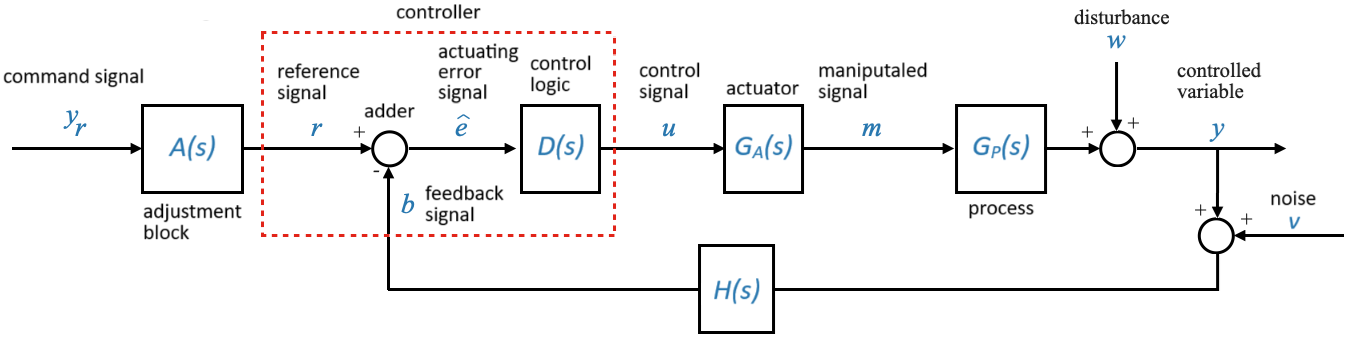 controller
disturbance
w
command signal
y_r
A(s)
adjustment
block
reference
signal
r
adder
+
-
actuating
error
signal
ê
control
logic
D(s)
b
feedback
signal
control
signal
u
actuator
G_A(s)
maniputaled
signal
m
G_P(s)
process
+
+
controlled
variable
y
+
+
noise
v
H(s)